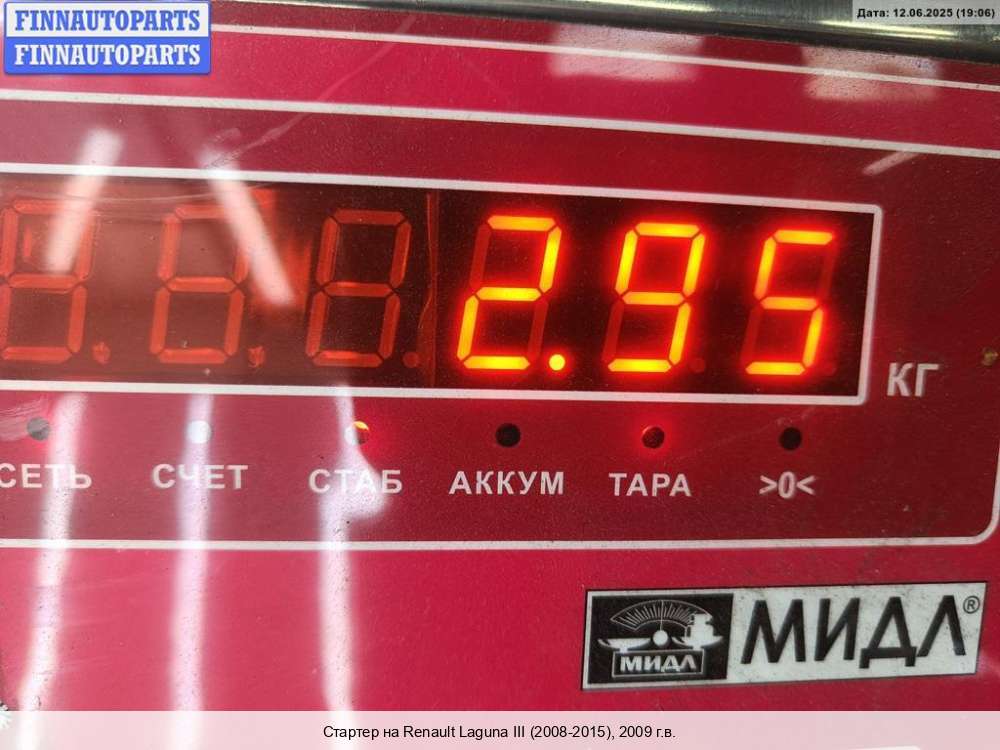 FINNAUTOPARTS
FINNAUTOPARTS
Дата: 12.06.2025 (19:06)
2.95
КГ
СЕТЬ СЧЕТ СТАБ АККУМ ТАРА >0<
МИДЛ МИДЛ®
Стартер на Renault Laguna III (2008-2015), 2009 г.в.